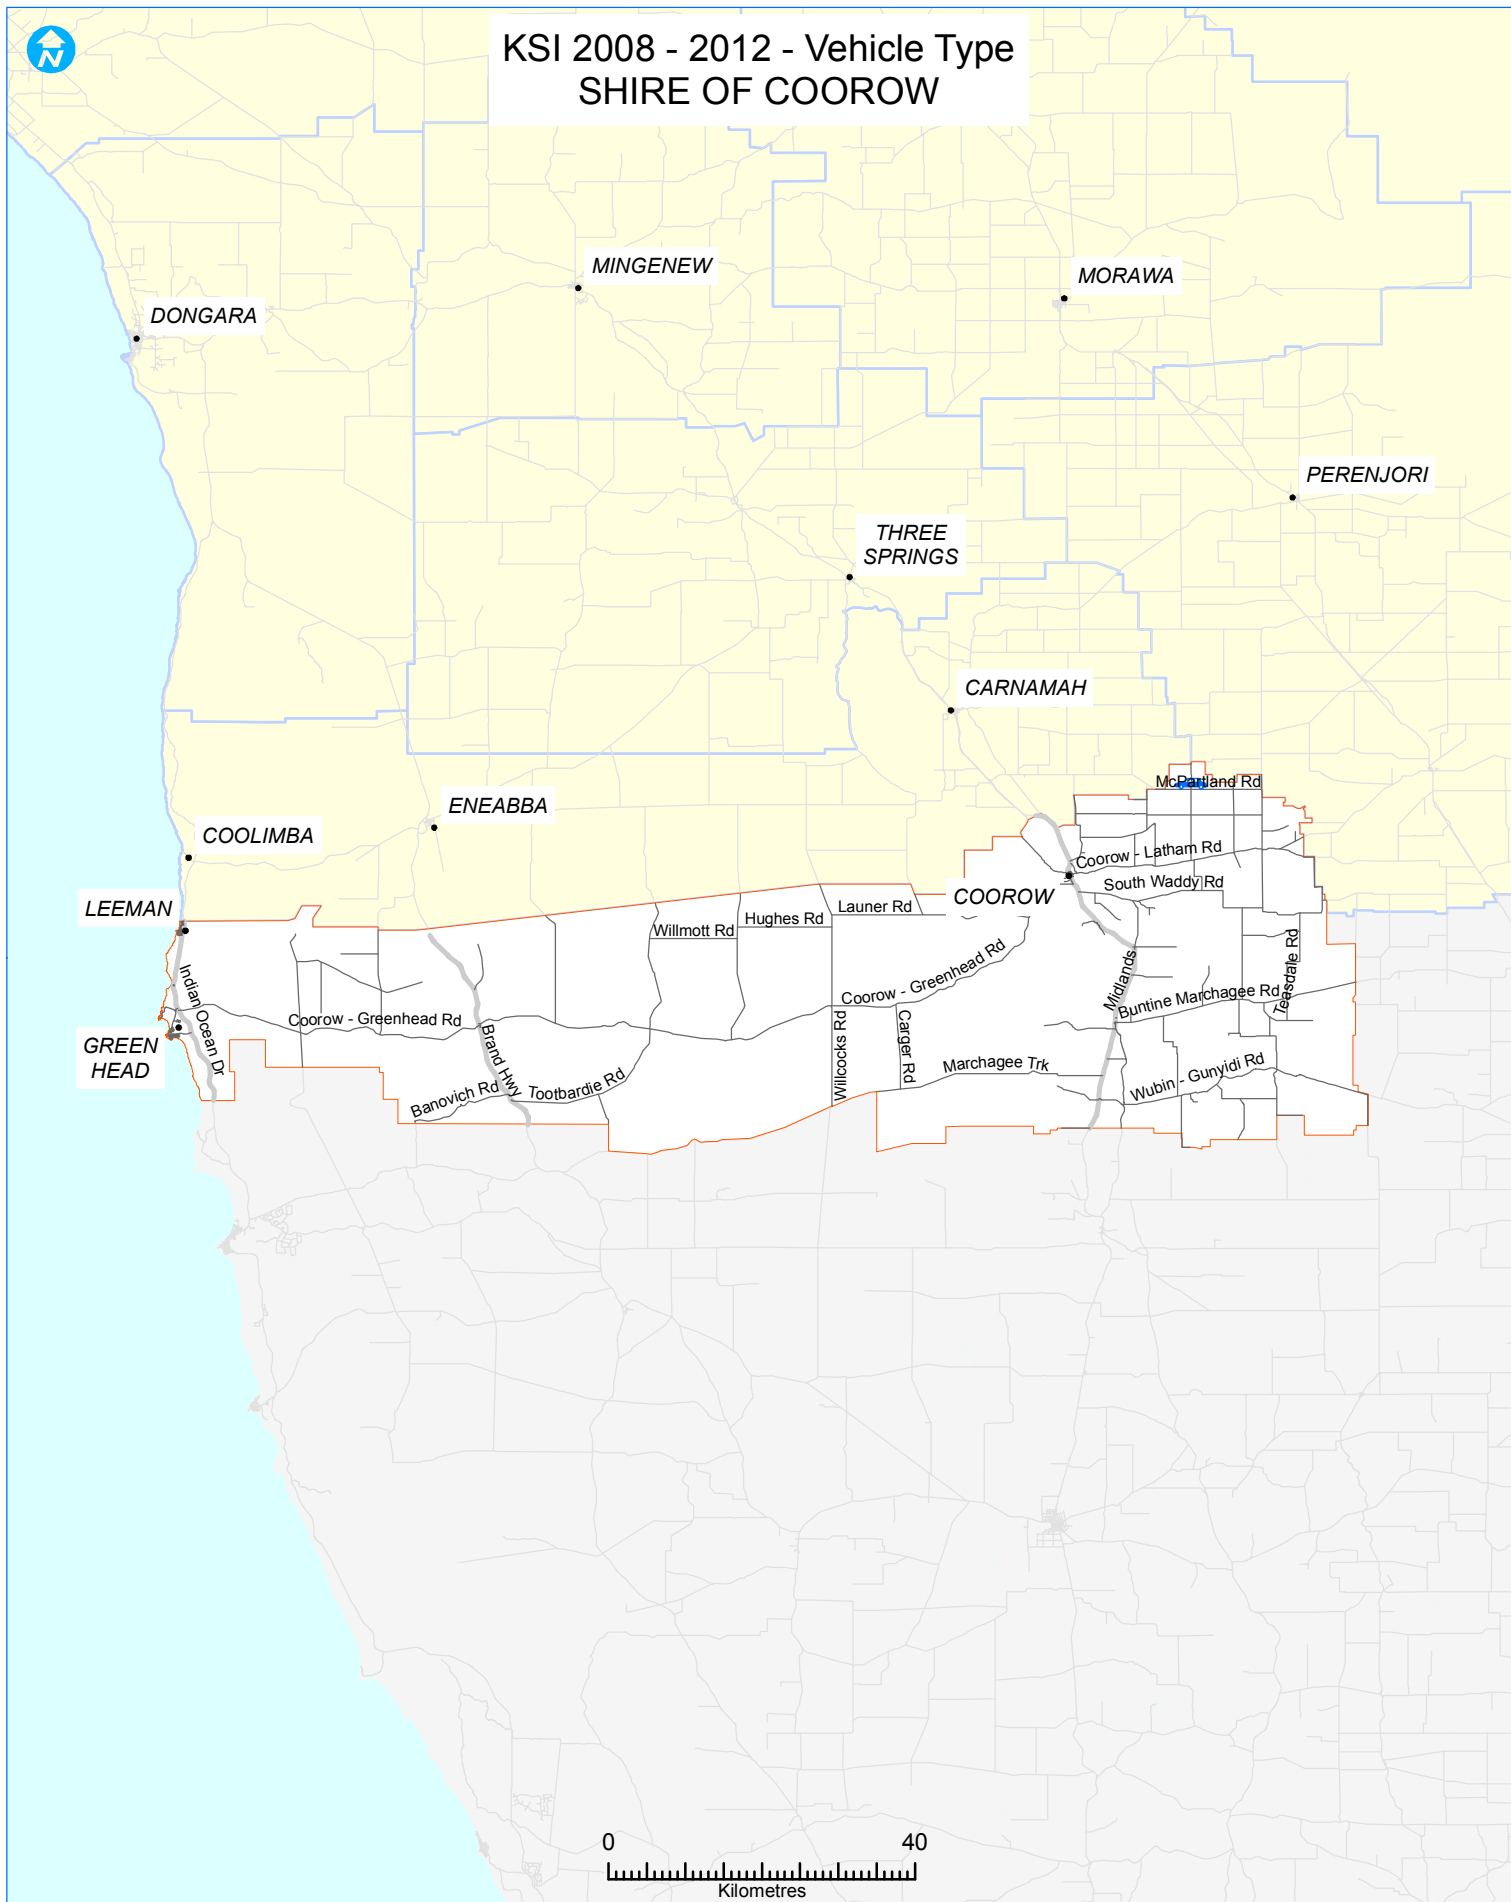 KSI 2008 - 2012 - Vehicle Type
SHIRE OF COOROW
N
MINGENEW
MORAWA
DONGARA
PERENJORI
THREE
SPRINGS
CARNAMAH
McPartland Rd
ENEABBA
COOLIMBA
Coorow - Latham Rd
South Waddy Rd
COOROW
LEEMAN
Launer Rd
Hughes Rd
Willmott Rd
Teasdale Rd
Midlands
Coorow - Greenhead Rd
Buntine Marchagee Rd
Indian Ocean Dr
Coorow - Greenhead Rd
GREEN
HEAD
Brand Hwy
Willcocks Rd
Carger Rd
Marchagee Trk
Wubin - Gunyidi Rd
Banovich Rd
Tootbardie Rd
0 40
Kilometres